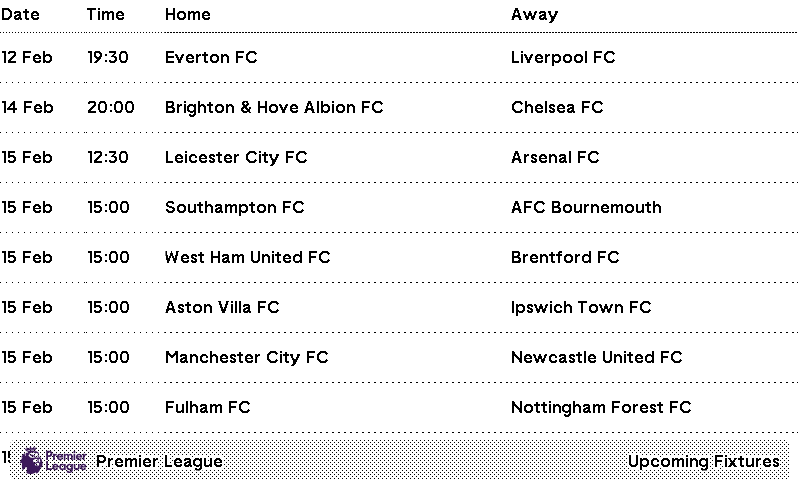 Date Time Home Away
12 Feb 19:30 Everton FC Liverpool FC
14 Feb 20:00 Brighton & Hove Albion FC Chelsea FC
15 Feb 12:30 Leicester City FC Arsenal FC
15 Feb 15:00 Southampton FC AFC Bournemouth
15 Feb 15:00 West Ham United FC Brentford FC
15 Feb 15:00 Aston Villa FC Ipswich Town FC
15 Feb 15:00 Manchester City FC Newcastle United FC
15 Feb 15:00 Fulham FC Nottingham Forest FC
Premier League Premier League Upcoming Fixtures